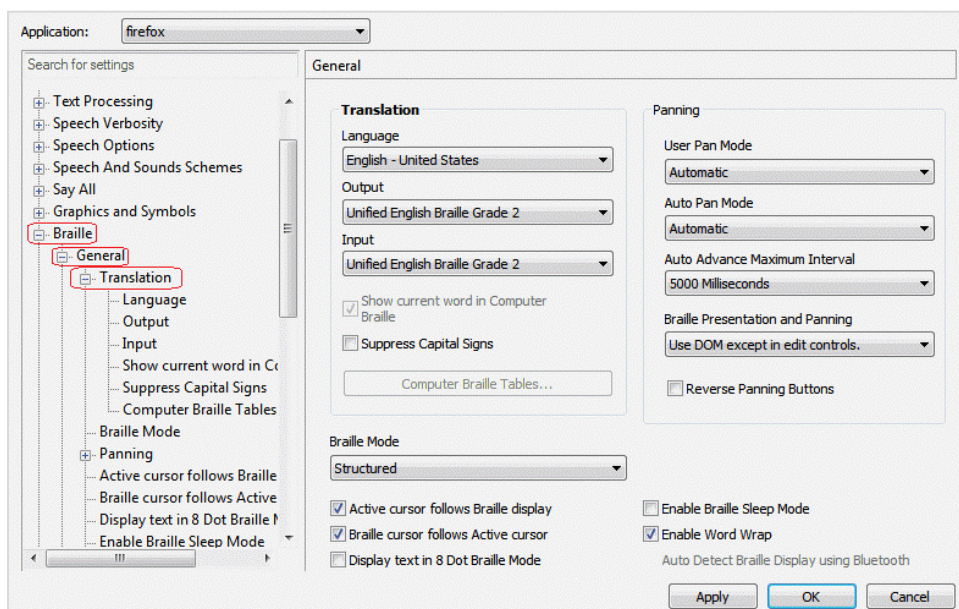 Application:
firefox
Search for settings
Text Processing
Speech Verbosity
Speech Options
Speech And Sounds Schemes
Say All
Graphics and Symbols
Braille
General
Translation
Language
Output
Input
Show current word in Co
Suppress Capital Signs
Computer Braille Tables
Braille Mode
Panning
Active cursor follows Braille
Braille cursor follows Active
Display text in 8 Dot Braille M
Enable Braille Sleep Mode
General
Translation
Language
English - United States
Output
Unified English Braille Grade 2
Input
Unified English Braille Grade 2
Show current word in Computer
Braille
Suppress Capital Signs
Computer Braille Tables...
Panning
User Pan Mode
Automatic
Auto Pan Mode
Automatic
Auto Advance Maximum Interval
5000 Milliseconds
Braille Presentation and Panning
Use DOM except in edit controls.
Reverse Panning Buttons
Braille Mode
Structured
Active cursor follows Braille display
Braille cursor follows Active cursor
Display text in 8 Dot Braille Mode
Enable Braille Sleep Mode
Enable Word Wrap
Auto Detect Braille Display using Bluetooth
Apply
OK
Cancel